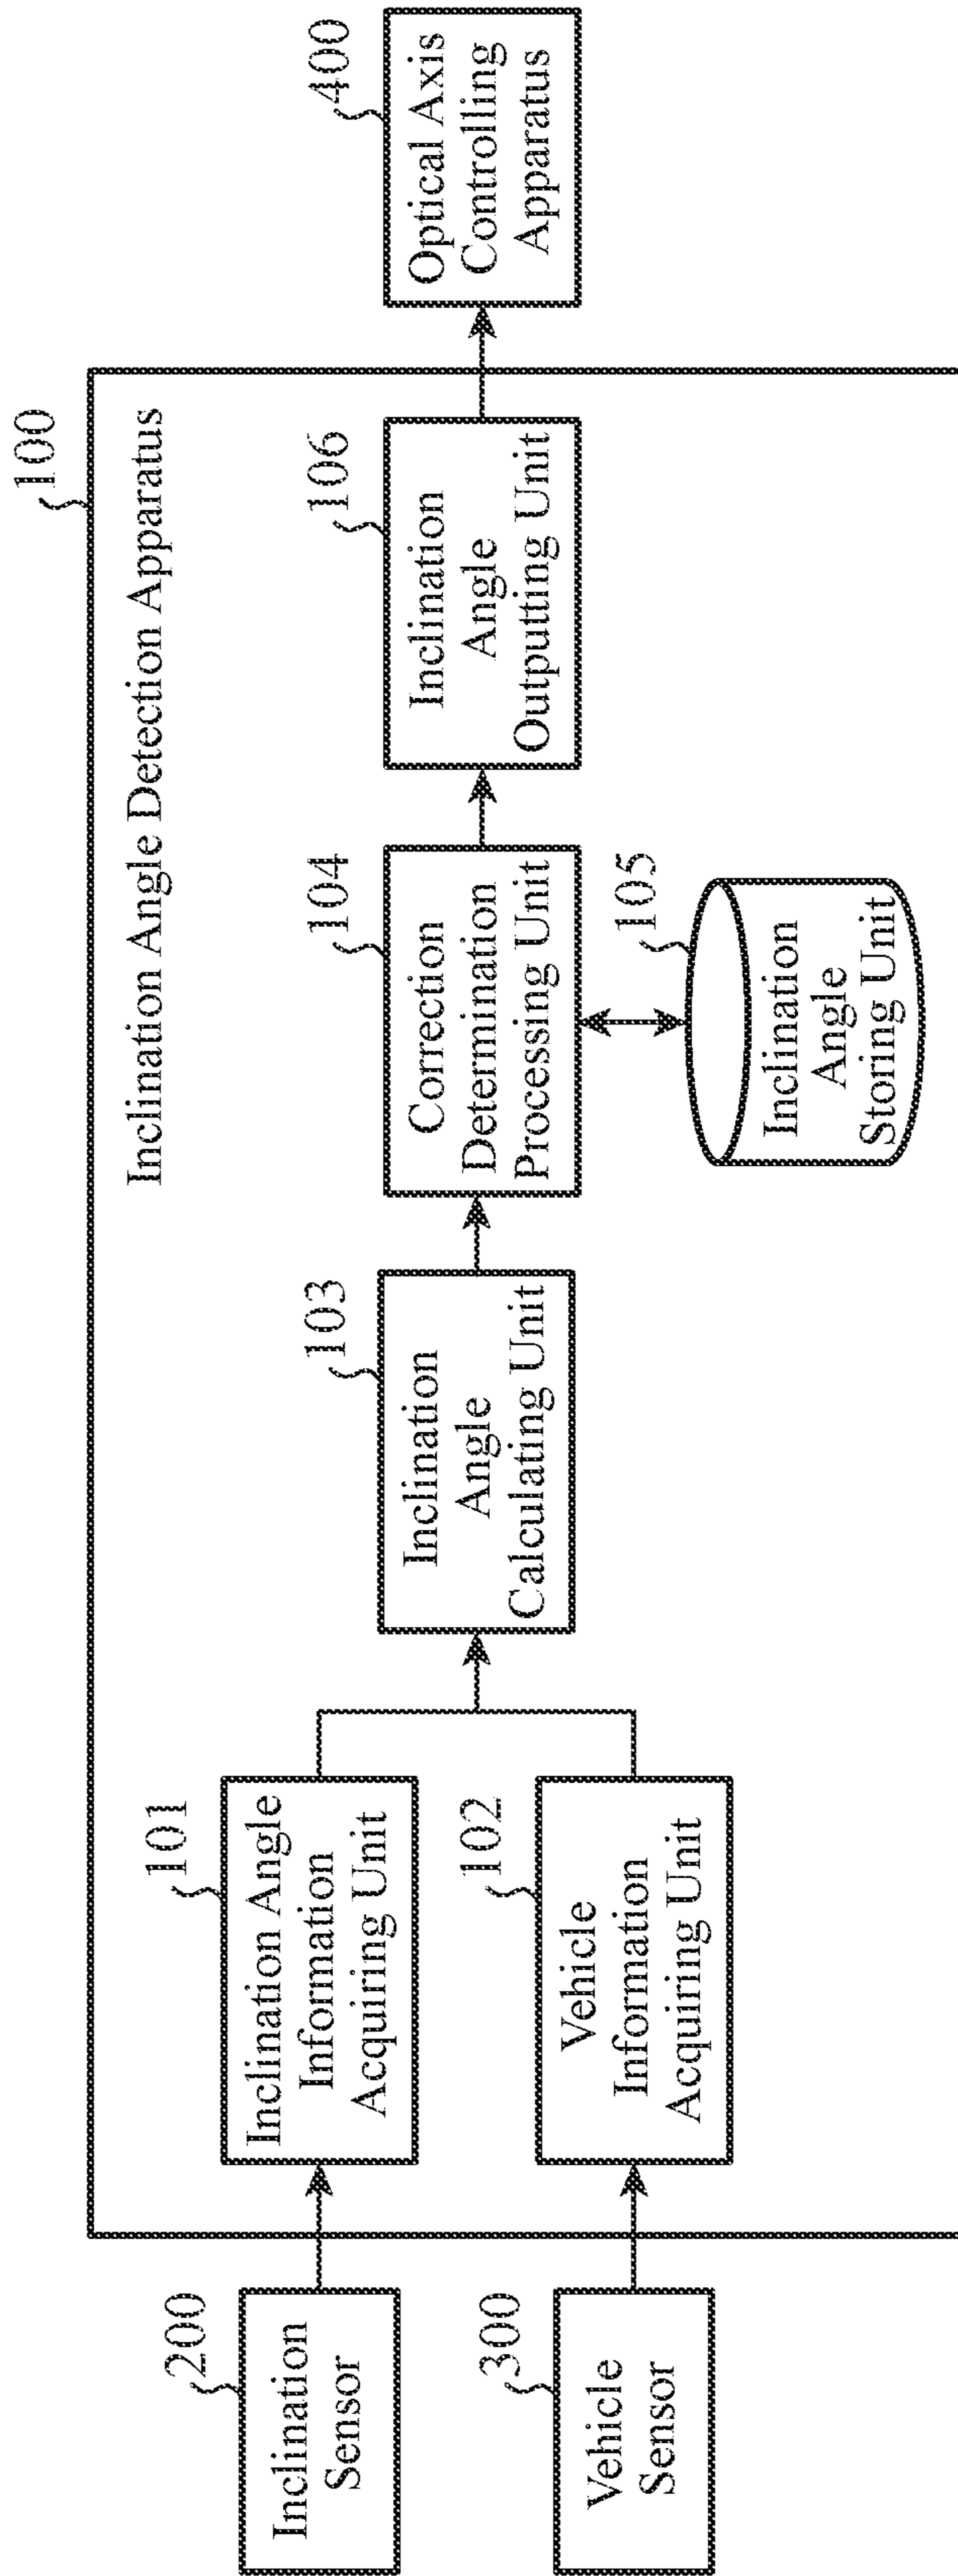 100
Inclination Angle Detection Apparatus
200
Inclination
Sensor
300
Vehicle
Sensor
101
Inclination Angle
Information
Acquiring Unit
102
Vehicle
Information
Acquiring Unit
103
Inclination
Angle
Calculating Unit
104
Correction
Determination
Processing Unit
105
Inclination
Angle
Storing Unit
106
Inclination
Angle
Outputting Unit
400
Optical Axis
Controlling
Apparatus